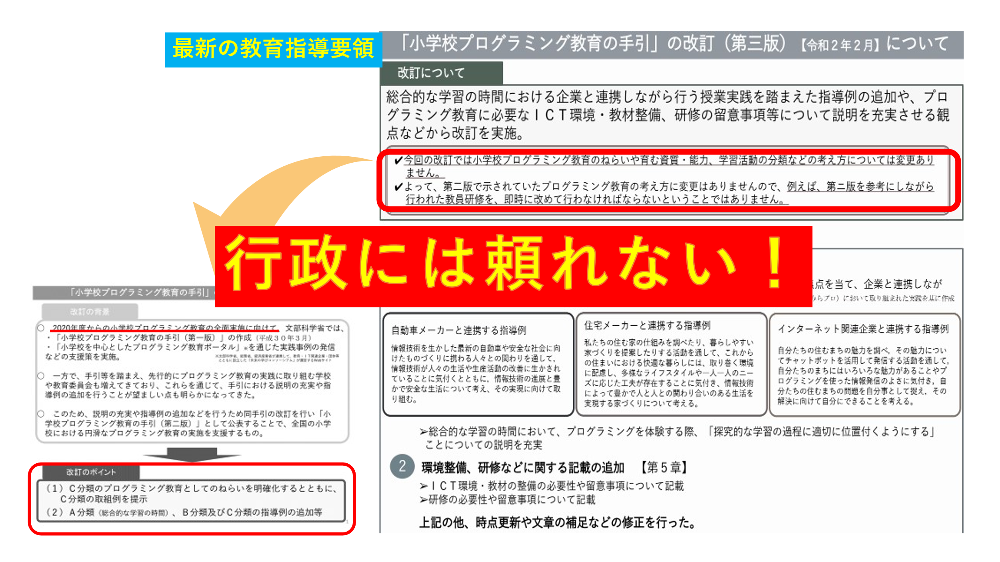 最新の教育指導要領
「小学校プログラミング教育の手引」の改訂（第三版）【令和２年２月】について
改訂について
総合的な学習の時間における企業と連携しながら行う授業実践を踏まえた指導例の追加や、プロ
グラミング教育に必要なＩＣＴ環境・教材整備、研修の留意事項等について説明を充実させる観
点などから改訂を実施。
✔今回の改訂では小学校プログラミング教育のねらいや育む資質・能力、学習活動の分類などの考え方については変更あり
ません。
✔よって、第二版で示されていたプログラミング教育の考え方に変更はありませんので、例えば、第二版を参考にしながら
行われた教員研修を、即時に改めて行わなければならないということではありません。
行政には頼れない！
点を当て、企業と連携しなが
ならプロ）において取り組まれた実践を基に作成
自動車メーカーと連携する指導例
情報技術を生かした最新の自動車や安全な社会に向
けたものづくりに携わる人々との関わりを通して，
情報技術が人々の生活や生産活動の改善に生かされ
ていることに気付くとともに，情報技術の進展と豊
かで安全な生活について考え、その実現に向けて取
り組む。
住宅メーカーと連携する指導例
私たちの住む家の仕組みを調べたり、暮らしやすい
家づくりを提案したりする活動を通して、これから
の住まいにおける快適な暮らしには、取り巻く環境
に配慮し、多様なライフスタイルや一人一人のニー
ズに応じた工夫が存在することに気付き、情報技術
によって豊かで人と人との関わり合いのある生活を
実現する家づくりについて考える。
インターネット関連企業と連携する指導例
自分たちの住むまちの魅力を調べ，その魅力につい
てチャットボットを活用して発信する活動を通して，
自分たちのまちにはいろいろな魅力があることやプ
ログラミングを使った情報発信のよさに気付き，自
分たちの住むまちの問題を自分事として捉え，その
解決に向けて自分にできることを考える。
➢総合的な学習の時間において、プログラミングを体験する際、「探究的な学習の過程に適切に位置付くようにする」
ことについての説明を充実
2 環境整備、研修などに関する記載の追加 【第５章】
➢ＩＣＴ環境・教材の整備の必要性や留意事項について記載
➢研修の必要性や留意事項について記載
上記の他、時点更新や文章の補足などの修正を行った。
「小学校プログラミング教育の手引」
改訂の背景
○ 2020年度からの小学校プログラミング教育の全面実施に向けて、文部科学省では、
・「小学校プログラミング教育の手引（第一版）」の作成（平成３０年３月）
・「小学校を中心としたプログラミング教育ポータル」※を通じた実践事例の発信
などの支援策を実施。
※文部科学省、総務省、経済産業省が連携して、教育・ＩＴ関連企業・団体等
とともに設立した「未来の学びコンソーシアム」が運営するWebサイト
○ 一方で、手引等を踏まえ、先行的にプログラミング教育の実践に取り組む学校
や教育委員会も増えてきており、これらを通じて、手引における説明の充実や指
導例の追加を行うことが望ましい点も明らかになってきた。
○ このため、説明の充実や指導例の追加などを行うため同手引の改訂を行い「小
学校プログラミング教育の手引（第二版）」として公表することで、全国の小学
校における円滑なプログラミング教育の実施を支援するもの。
改訂のポイント
（１）Ｃ分類のプログラミング教育としてのねらいを明確化するとともに、
Ｃ分類の取組例を提示
（２）Ａ分類（総合的な学習の時間）、Ｂ分類及びＣ分類の指導例の追加等
1